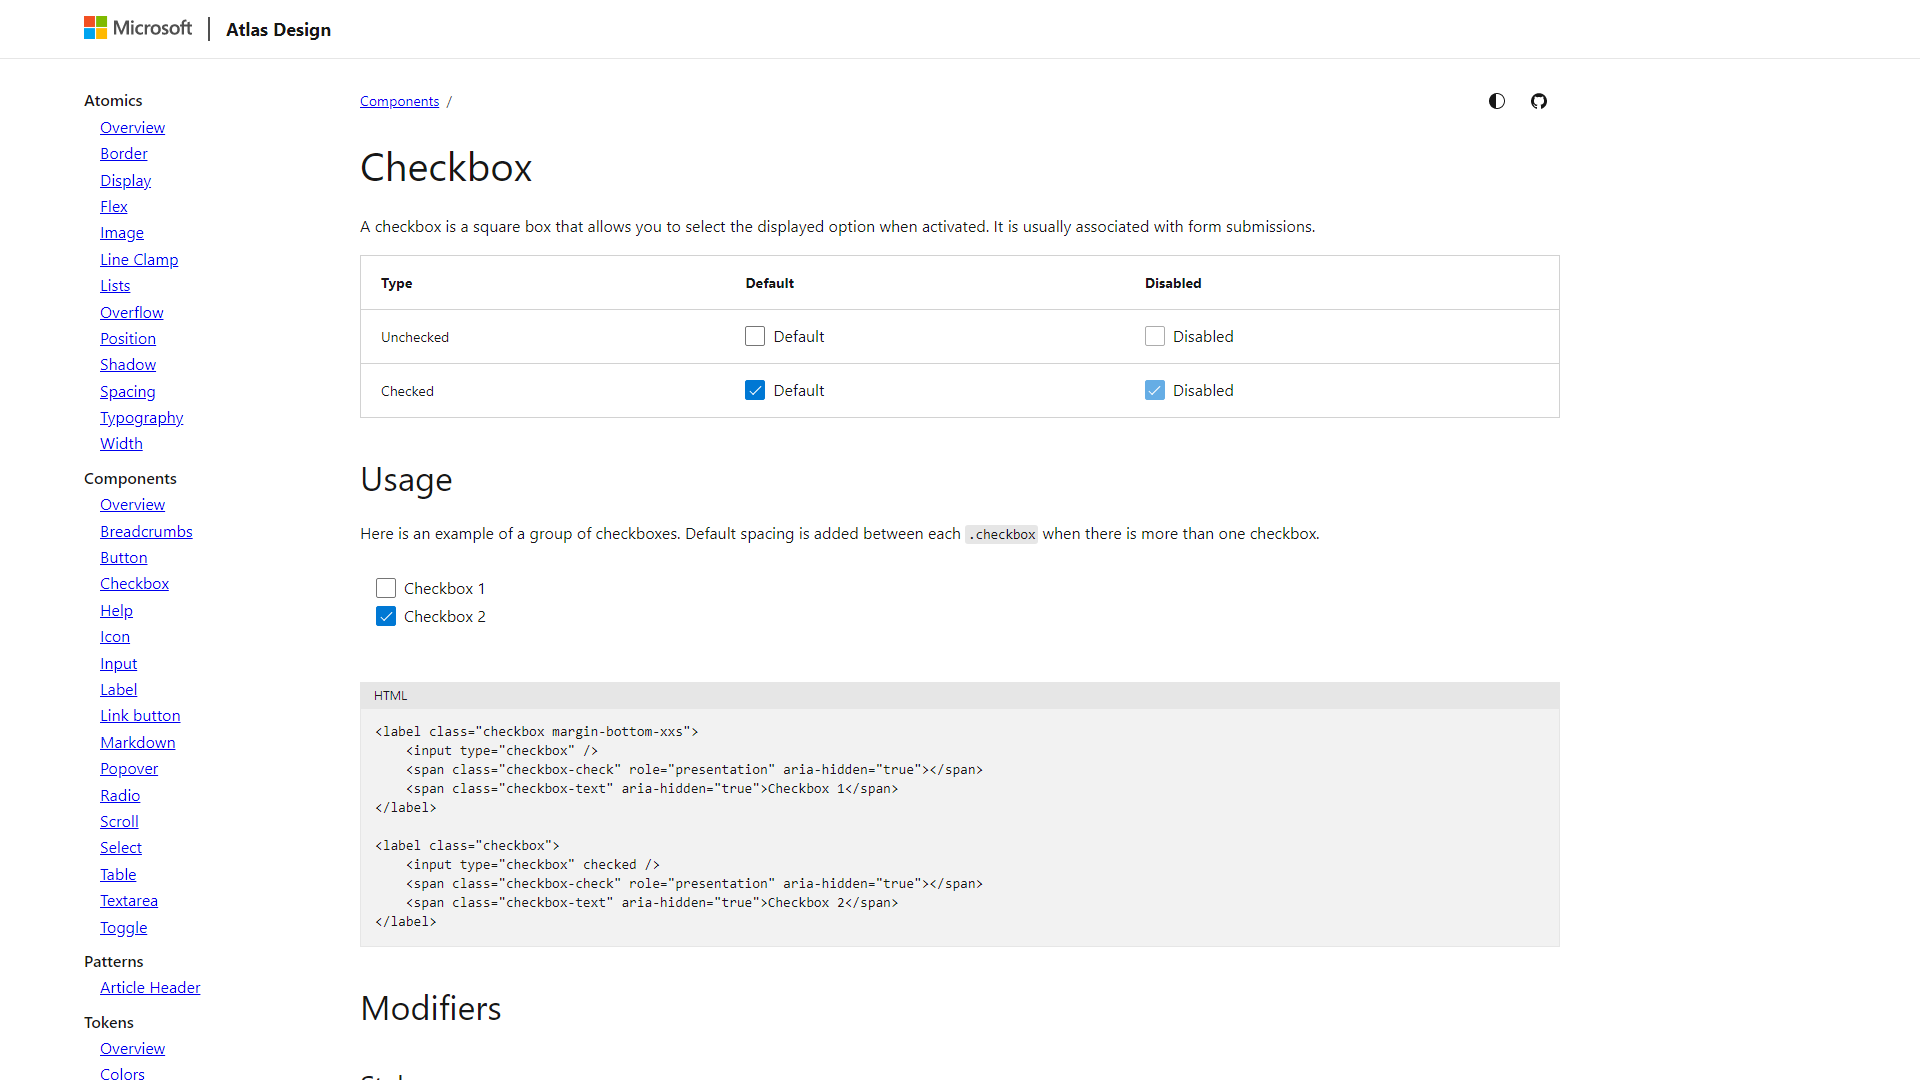 Microsoft
Atlas Design
Atomics
Overview
Border
Display
Flex
Image
Line Clamp
Lists
Overflow
Position
Shadow
Spacing
Typography
Width
Components
Overview
Breadcrumbs
Button
Checkbox
Help
Icon
Input
Label
Link button
Markdown
Popover
Radio
Scroll
Select
Table
Textarea
Toggle
Patterns
Article Header
Tokens
Overview
Colors
Components /
Checkbox
A checkbox is a square box that allows you to select the displayed option when activated. It is usually associated with form submissions.
Type Default Disabled
Unchecked Default Disabled
Checked Default Disabled
Usage
Here is an example of a group of checkboxes. Default spacing is added between each .checkbox when there is more than one checkbox.
Checkbox 1
Checkbox 2
HTML
<label class="checkbox margin-bottom-xxs">
    <input type="checkbox" />
    <span class="checkbox-check" role="presentation" aria-hidden="true"></span>
    <span class="checkbox-text" aria-hidden="true">Checkbox 1</span>
</label>
<label class="checkbox">
    <input type="checkbox" checked />
    <span class="checkbox-check" role="presentation" aria-hidden="true"></span>
    <span class="checkbox-text" aria-hidden="true">Checkbox 2</span>
</label>
Modifiers